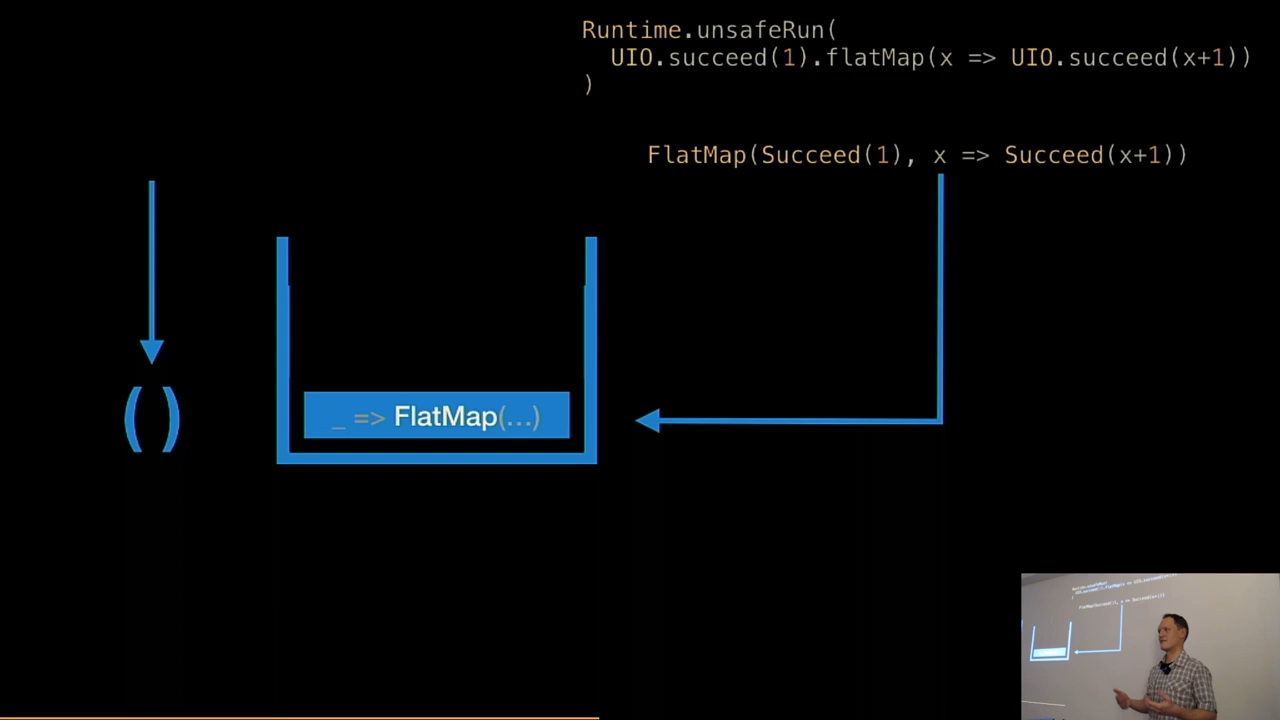 Runtime.unsafeRun(
UIO.succeed(1).flatMap(x => UIO.succeed(x+1))
)
FlatMap(Succeed(1), x => Succeed(x+1))
()
_ => FlatMap(...)